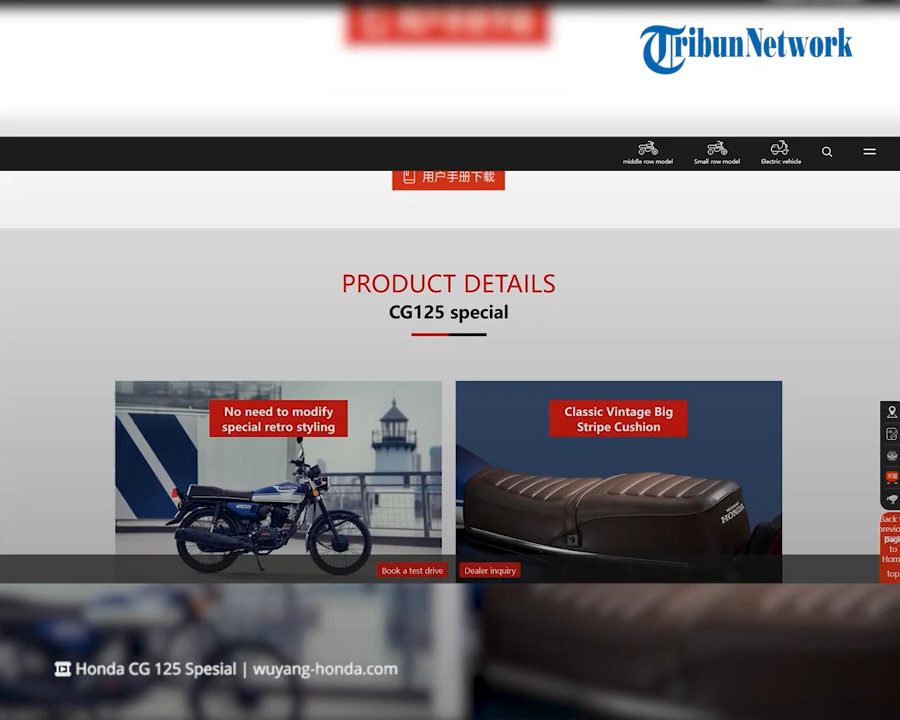 TribunNetwork
middle row model
Small row model
Electric vehicle
用户手册下载
PRODUCT DETAILS
CG125 special
No need to modify
special retro styling
Classic Vintage Big
Stripe Cushion
HONDA
Book a test drive
Dealer inquiry
Back
to
Hom
top
Honda CG 125 Spesial | wuyang-honda.com